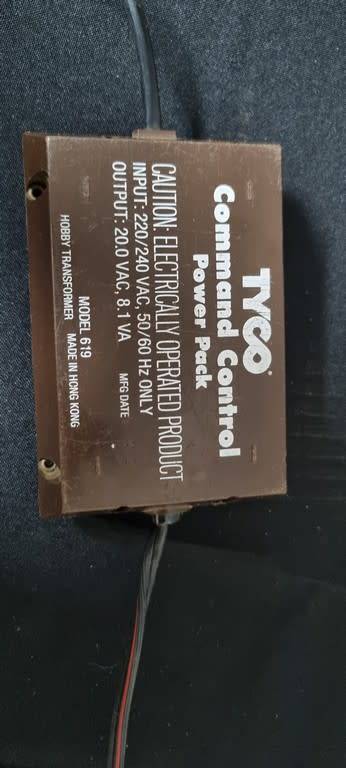 TYCO®
Command Control
Power Pack
CAUTION: ELECTRICALLY OPERATED PRODUCT
INPUT: 220/240 VAC, 50/60 Hz ONLY
OUTPUT: 20.0 VAC, 8.1 VA
MFG DATE
MODEL 619
HOBBY TRANSFORMER MADE IN HONG KONG